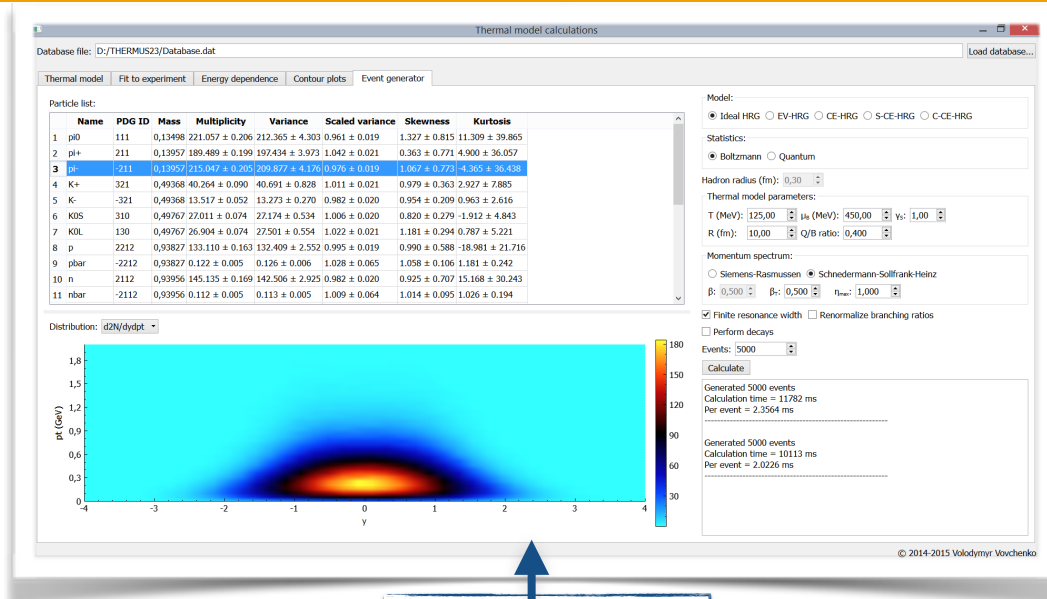 Thermal model calculations
Database file: D:/THERMUS23/Database.dat Load database...
Thermal model Fit to experiment Energy dependence Contour plots Event generator
Particle list:
Name PDG ID Mass Multiplicity Variance Scaled variance Skewness Kurtosis
1 pi0 111 0,13498 221.057 ± 0.206 212.365 ± 4.303 0.961 ± 0.019 1.327 ± 0.815 11.309 ± 39.865
2 pi+ 211 0,13957 189.489 ± 0.199 197.434 ± 3.973 1.042 ± 0.021 0.363 ± 0.771 4.900 ± 36.057
3 pi- -211 0,13957 215.047 ± 0.205 209.877 ± 4.176 0.976 ± 0.019 1.067 ± 0.773 -4.365 ± 36.438
4 K+ 321 0,49368 40.264 ± 0.090 40.691 ± 0.828 1.011 ± 0.021 0.979 ± 0.363 2.927 ± 7.885
5 K- -321 0,49368 13.517 ± 0.052 13.273 ± 0.270 0.982 ± 0.020 0.954 ± 0.209 0.963 ± 2.616
6 K0S 310 0,49767 27.011 ± 0.074 27.174 ± 0.534 1.006 ± 0.020 0.820 ± 0.279 -1.912 ± 4.843
7 K0L 130 0,49767 26.904 ± 0.074 27.501 ± 0.554 1.022 ± 0.021 1.181 ± 0.294 0.787 ± 5.221
8 p 2212 0,93827 133.110 ± 0.163 132.409 ± 2.552 0.995 ± 0.019 0.990 ± 0.588 -18.981 ± 21.716
9 pbar -2212 0,93827 0.122 ± 0.005 0.126 ± 0.006 1.028 ± 0.065 1.058 ± 0.106 1.181 ± 0.242
10 n 2112 0,93956 145.135 ± 0.169 142.506 ± 2.925 0.982 ± 0.020 0.925 ± 0.707 15.168 ± 30.243
11 nbar -2112 0,93956 0.112 ± 0.005 0.113 ± 0.005 1.009 ± 0.064 1.014 ± 0.095 1.026 ± 0.194
Distribution: d2N/dydpt
1,8
1,5
1,2
0,9
0,6
0,3
0
pt (GeV)
-4 -3 -2 -1 0 1 2 3 4
y
180
150
120
90
60
30
Model:
Ideal HRG EV-HRG CE-HRG S-CE-HRG C-CE-HRG
Statistics:
Boltzmann Quantum
Hadron radius (fm): 0,30
Thermal model parameters:
T (MeV): 125,00 μB (MeV): 450,00 γS: 1,00
R (fm): 10,00 Q/B ratio: 0,400
Momentum spectrum:
Siemens-Rasmussen Schnedermann-Sollfrank-Heinz
β: 0,500 βT: 0,500 ηmax: 1,000
Finite resonance width Renormalize branching ratios
Perform decays
Events: 5000
Calculate
Generated 5000 events
Calculation time = 11782 ms
Per event = 2.3564 ms
----------------------------------------------------
Generated 5000 events
Calculation time = 10113 ms
Per event = 2.0226 ms
----------------------------------------------------
© 2014-2015 Volodymyr Vovchenko